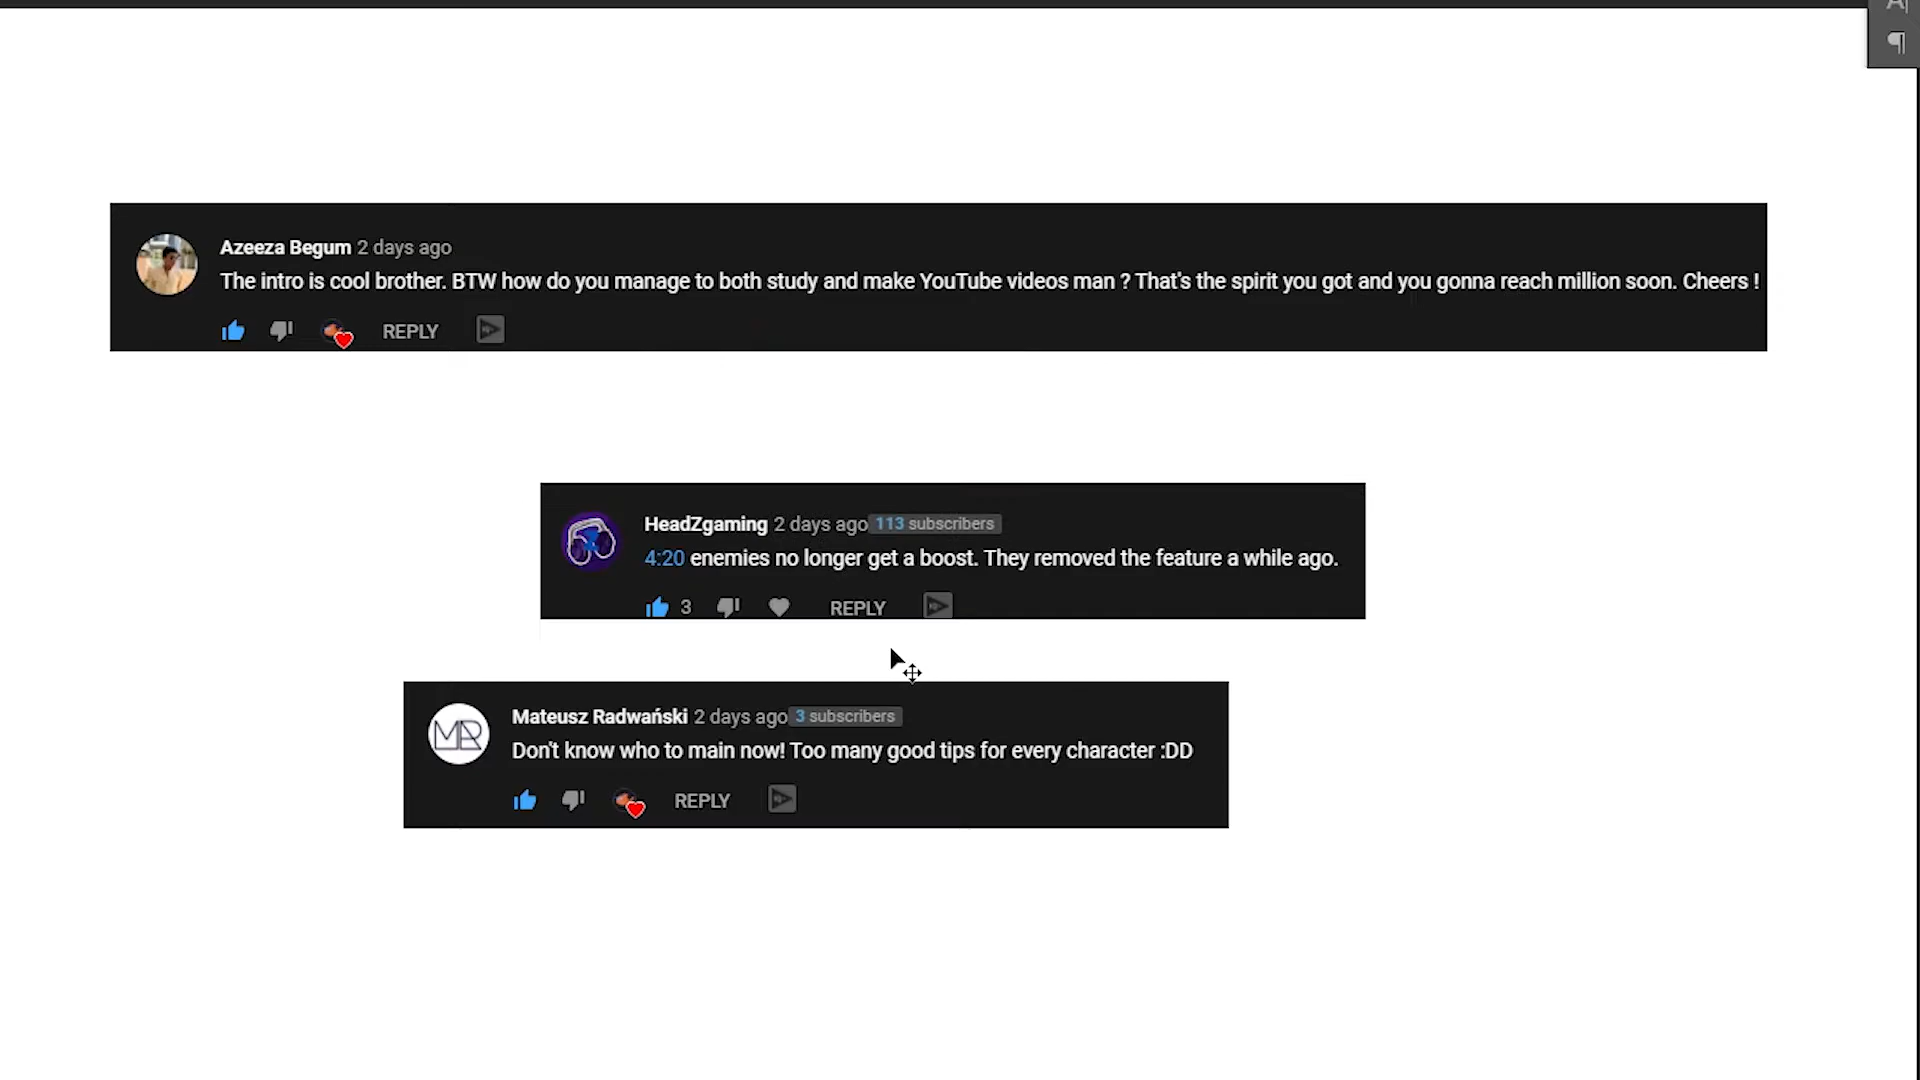 Azeeza Begum 2 days ago
The intro is cool brother. BTW how do you manage to both study and make YouTube videos man ? That's the spirit you got and you gonna reach million soon. Cheers !
REPLY
HeadZgaming 2 days ago 113 subscribers
4:20 enemies no longer get a boost. They removed the feature a while ago.
3 REPLY
Mateusz Radwański 2 days ago 3 subscribers
MR
Don't know who to main now! Too many good tips for every character :DD
REPLY